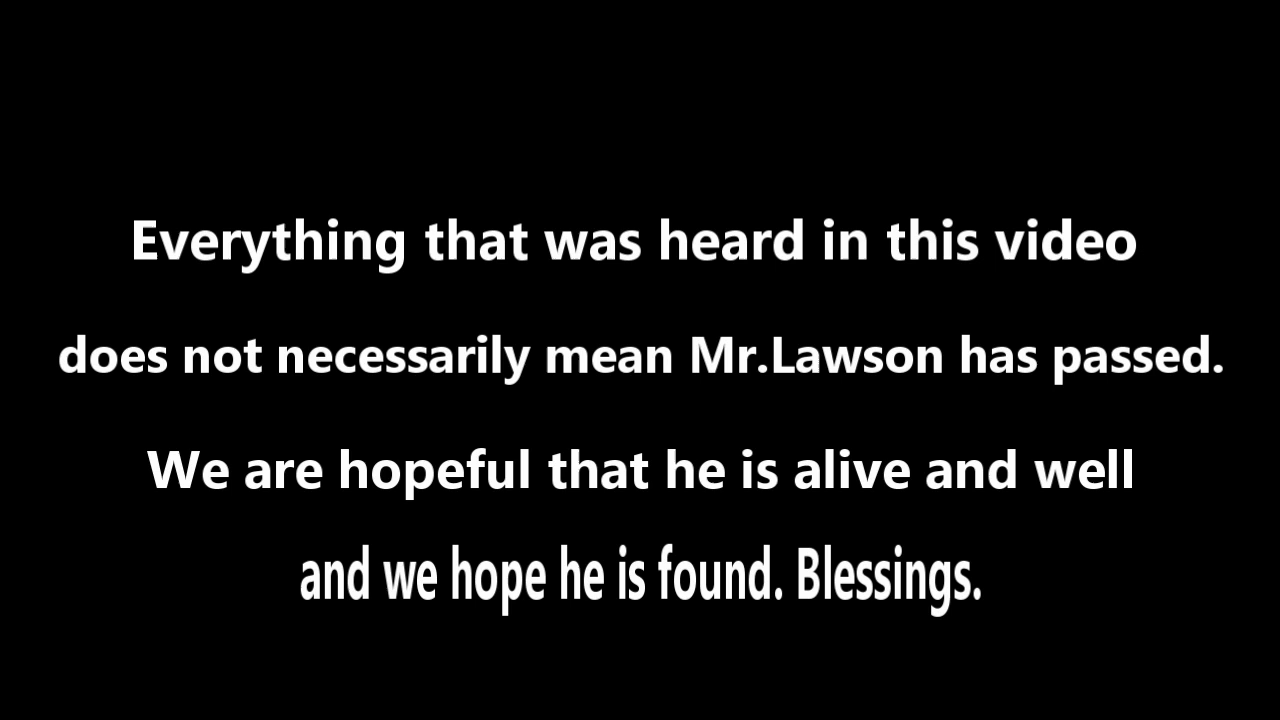 Everything that was heard in this video
does not necessarily mean Mr.Lawson has passed.
We are hopeful that he is alive and well
and we hope he is found. Blessings.